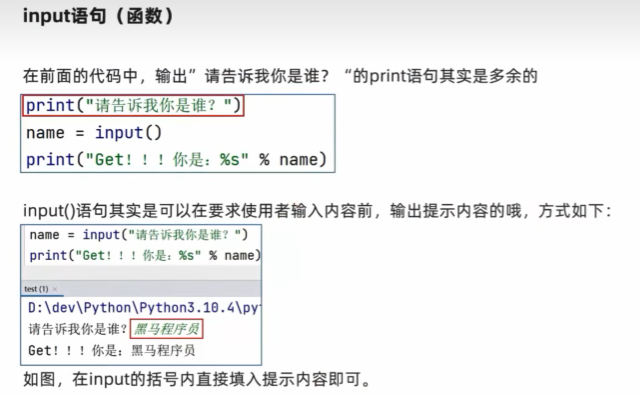 input语句（函数）
在前面的代码中，输出”请告诉我你是谁？“的print语句其实是多余的
print("请告诉我你是谁？")
name = input()
print("Get！！！你是：%s" % name)
input()语句其实是可以在要求使用者输入内容前，输出提示内容的哦，方式如下：
name = input("请告诉我你是谁？")
print("Get！！！你是：%s" % name)
test (1) ×
D:\dev\Python\Python3.10.4\pyt
请告诉我你是谁？黑马程序员
Get！！！你是：黑马程序员
如图，在input的括号内直接填入提示内容即可。